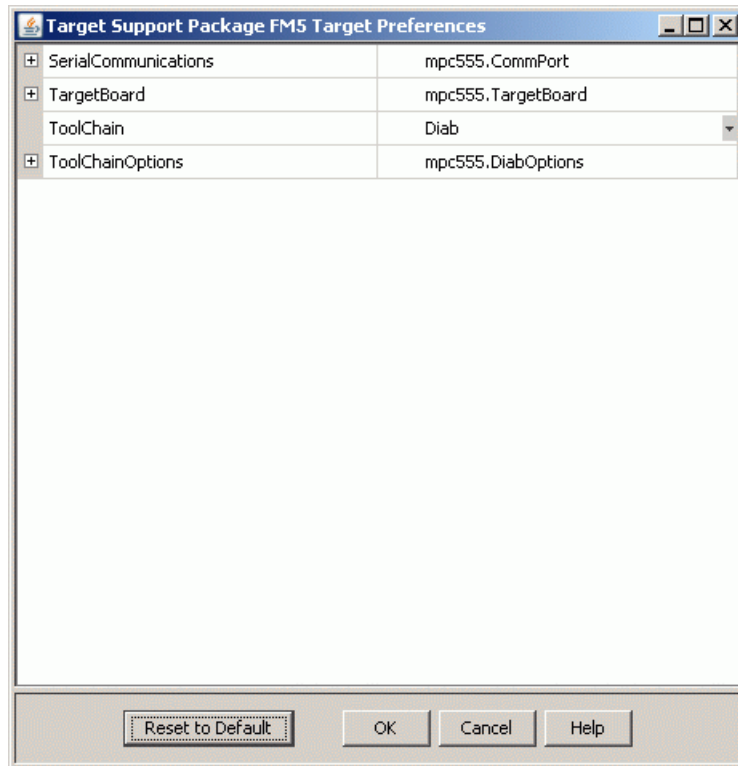 Target Support Package FM5 Target Preferences
SerialCommunications mpc555.CommPort
TargetBoard mpc555.TargetBoard
ToolChain Diab
ToolChainOptions mpc555.DiabOptions
Reset to Default OK Cancel Help